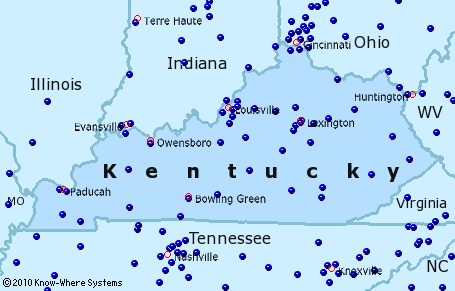 Terre Haute
Ohio
Cincinnati
Indiana
Illinois
Huntington
Louisville
WV
Evansville
Lexington
Owensboro
Kentucky
Paducah
Bowling Green
MO
Virginia
Tennessee
Nashville
Knoxville
NC
©2010 Know-Where Systems